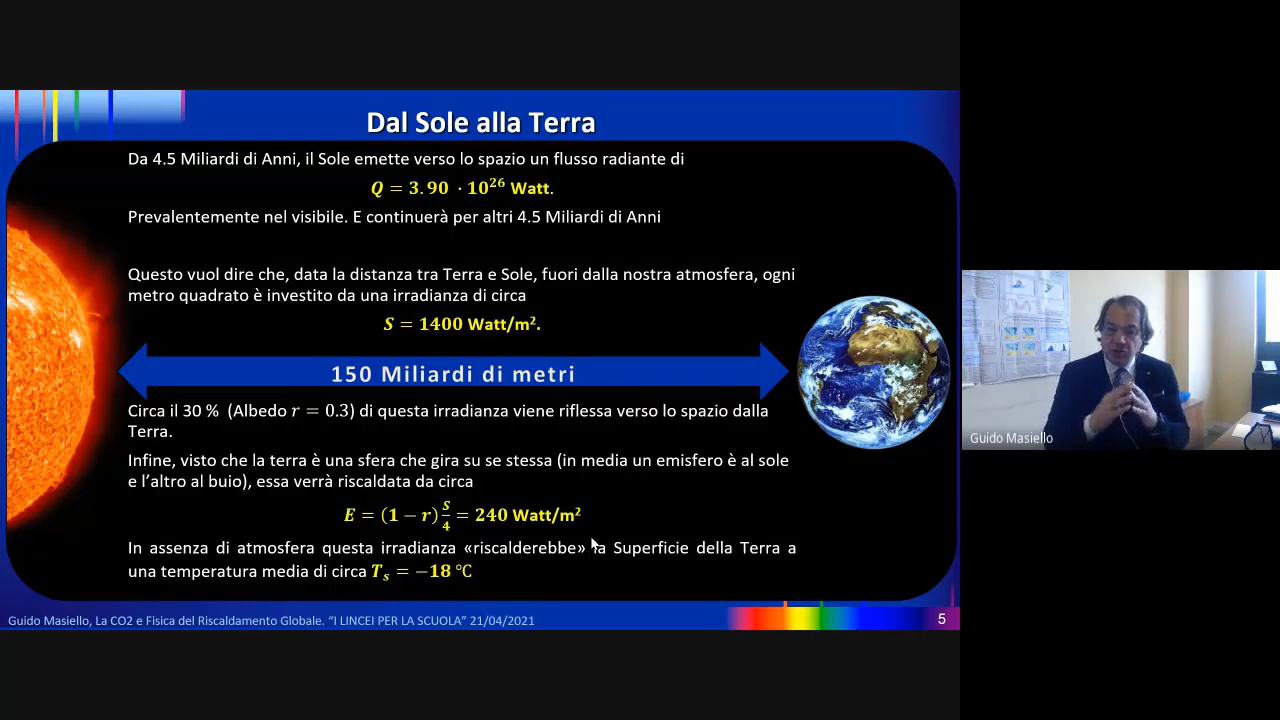 Dal Sole alla Terra
Da 4.5 Miliardi di Anni, il Sole emette verso lo spazio un flusso radiante di
Q = 3.90 · 10²⁶ Watt.
Prevalentemente nel visibile. E continuerà per altri 4.5 Miliardi di Anni
Questo vuol dire che, data la distanza tra Terra e Sole, fuori dalla nostra atmosfera, ogni
metro quadrato è investito da una irradianza di circa
S = 1400 Watt/m².
150 Miliardi di metri
Circa il 30 % (Albedo r = 0.3) di questa irradianza viene riflessa verso lo spazio dalla
Terra.
Infine, visto che la terra è una sfera che gira su se stessa (in media un emisfero è al sole
e l'altro al buio), essa verrà riscaldata da circa
E = (1 − r) S/4 = 240 Watt/m²
In assenza di atmosfera questa irradianza «riscalderebbe» la Superficie della Terra a
una temperatura media di circa Tₛ = −18 °C
Guido Masiello, La CO2 e Fisica del Riscaldamento Globale. "I LINCEI PER LA SCUOLA" 21/04/2021
5
Guido Masiello